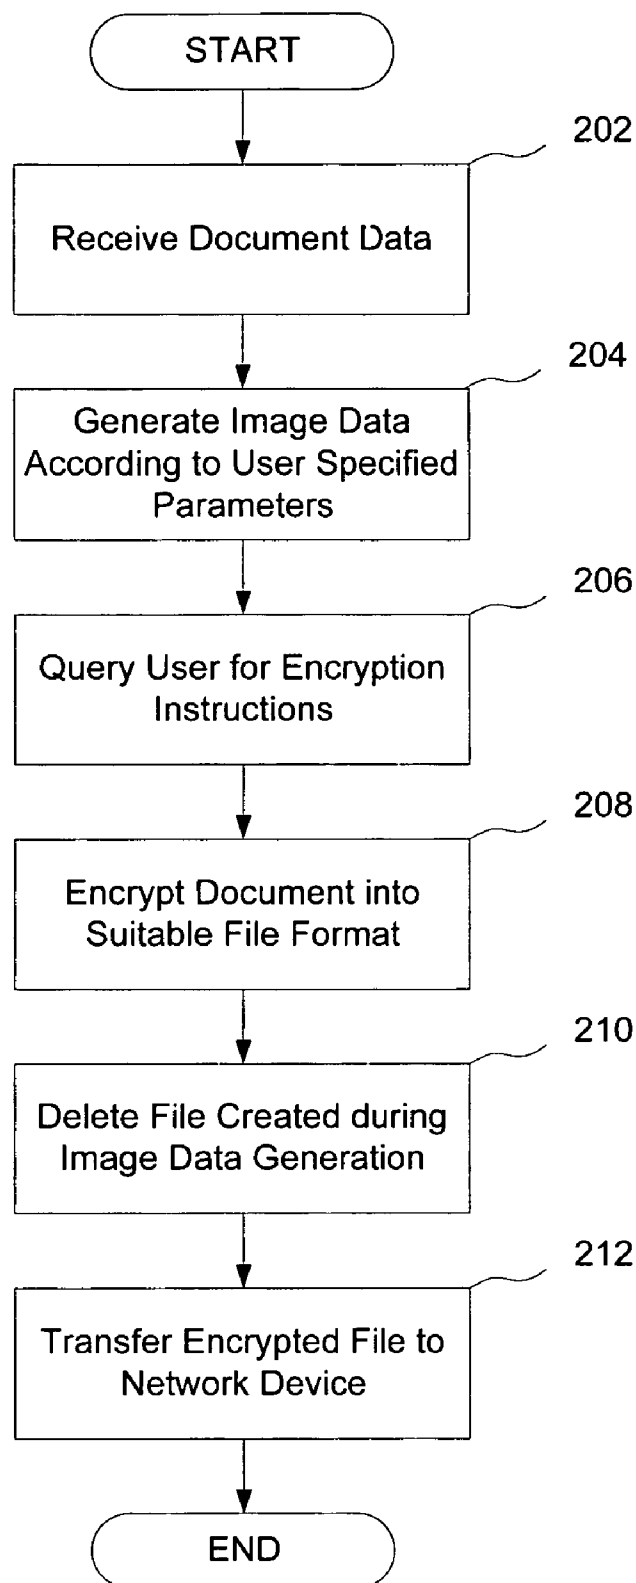 START
202
Receive Document Data
204
Generate Image Data
According to User Specified
Parameters
206
Query User for Encryption
Instructions
208
Encrypt Document into
Suitable File Format
210
Delete File Created during
Image Data Generation
212
Transfer Encrypted File to
Network Device
END